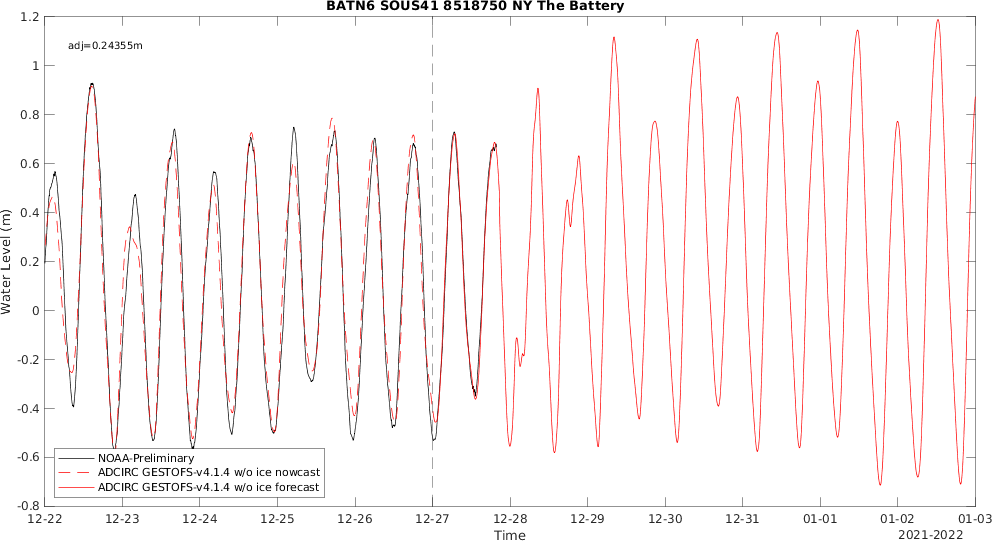 BATN6 SOUS41 8518750 NY The Battery
adj=0.24355m
1.2
1
0.8
0.6
0.4
0.2
0
-0.2
-0.4
-0.6
-0.8
Water Level (m)
NOAA-Preliminary
ADCIRC GESTOFS-v4.1.4 w/o ice nowcast
ADCIRC GESTOFS-v4.1.4 w/o ice forecast
12-22 12-23 12-24 12-25 12-26 12-27 12-28 12-29 12-30 12-31 01-01 01-02 01-03
Time
2021-2022